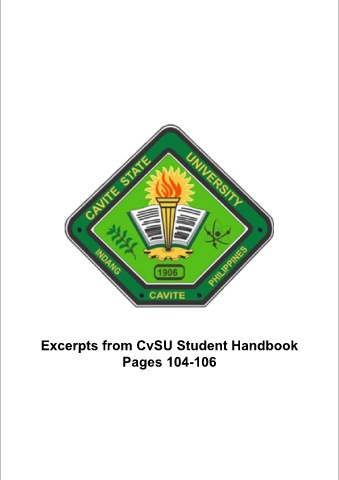 CAVITE STATE UNIVERSITY
1906
INDANG
CAVITE
PHILIPPINES
Excerpts from CvSU Student Handbook
Pages 104-106